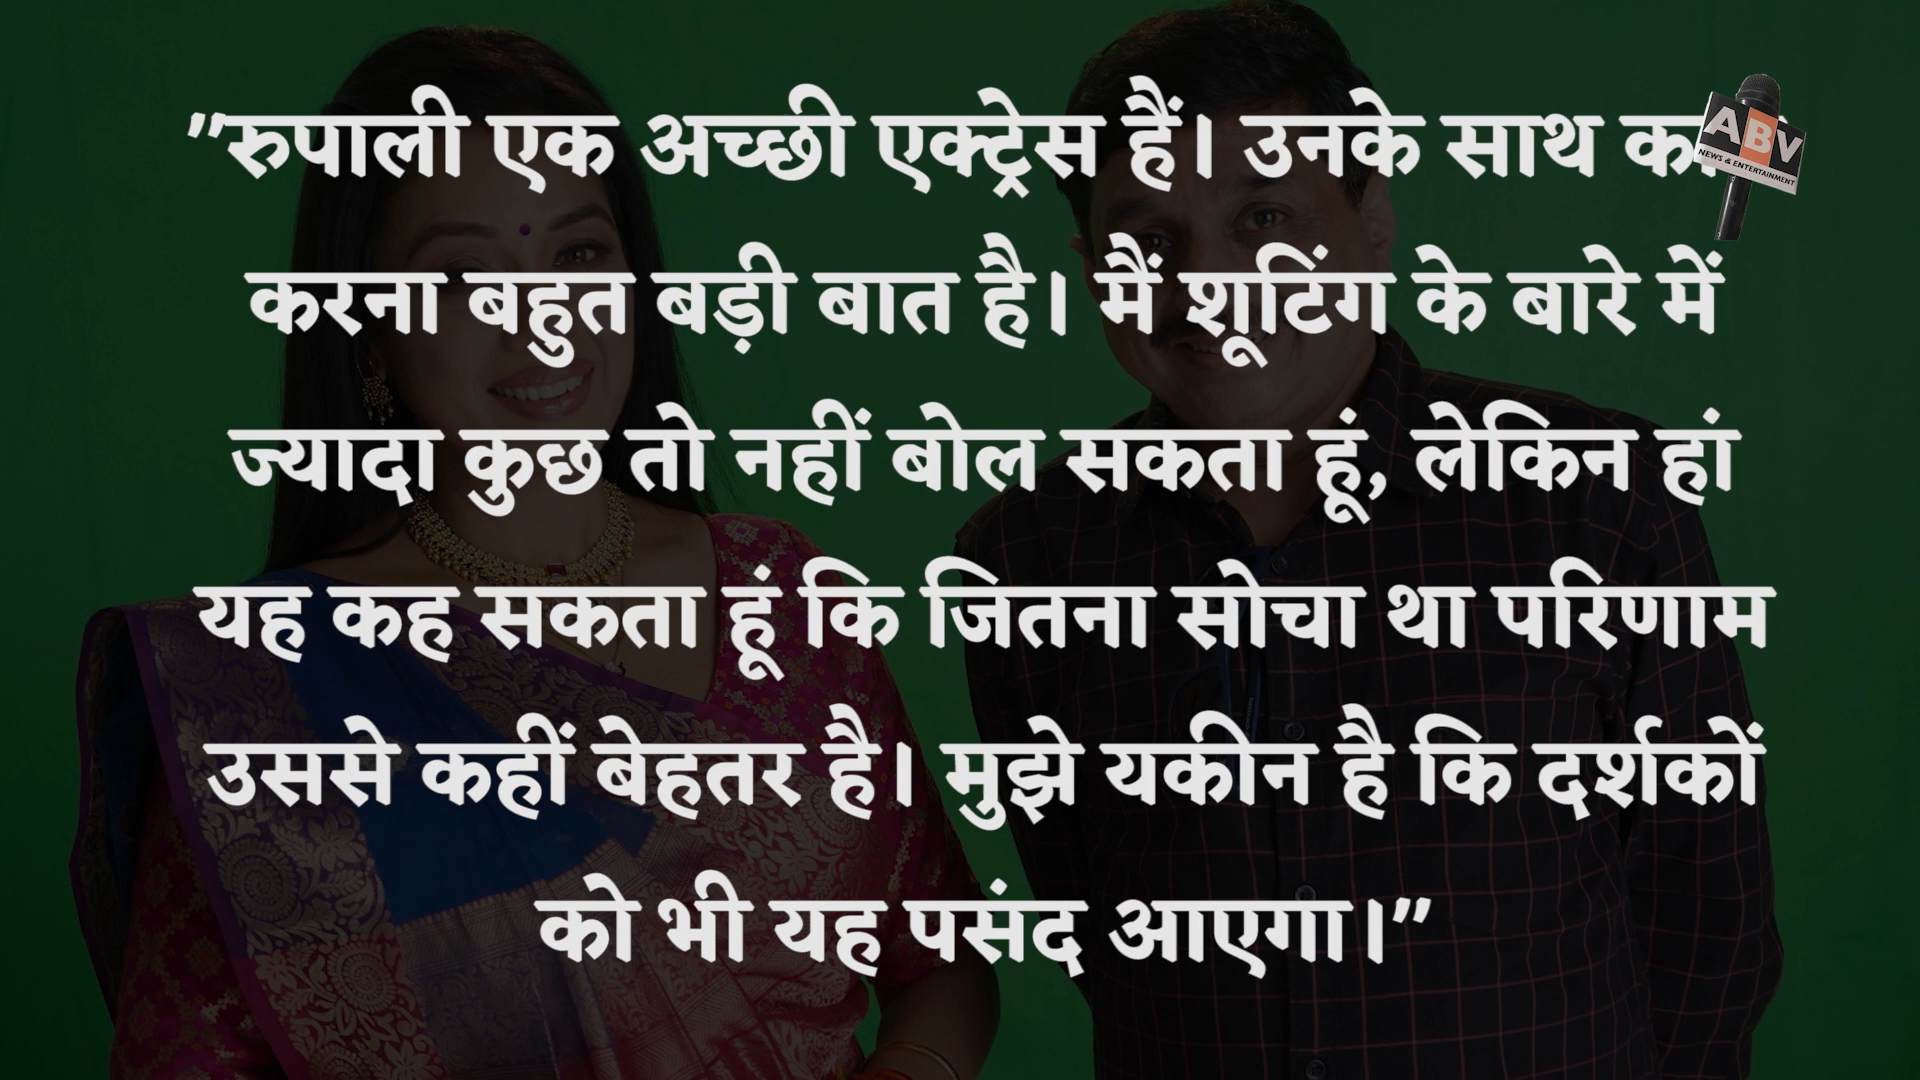 "रुपाली एक अच्छी एक्ट्रेस हैं। उनके साथ
करना बहुत बड़ी बात है। मैं शूटिंग के बारे में
ज्यादा कुछ तो नहीं बोल सकता हूं, लेकिन हां
यह कह सकता हूं कि जितना सोचा था परिणाम
उससे कहीं बेहतर है। मुझे यकीन है कि दर्शकों
को भी यह पसंद आएगा।"
ABV
NEWS & ENTERTAINMENT